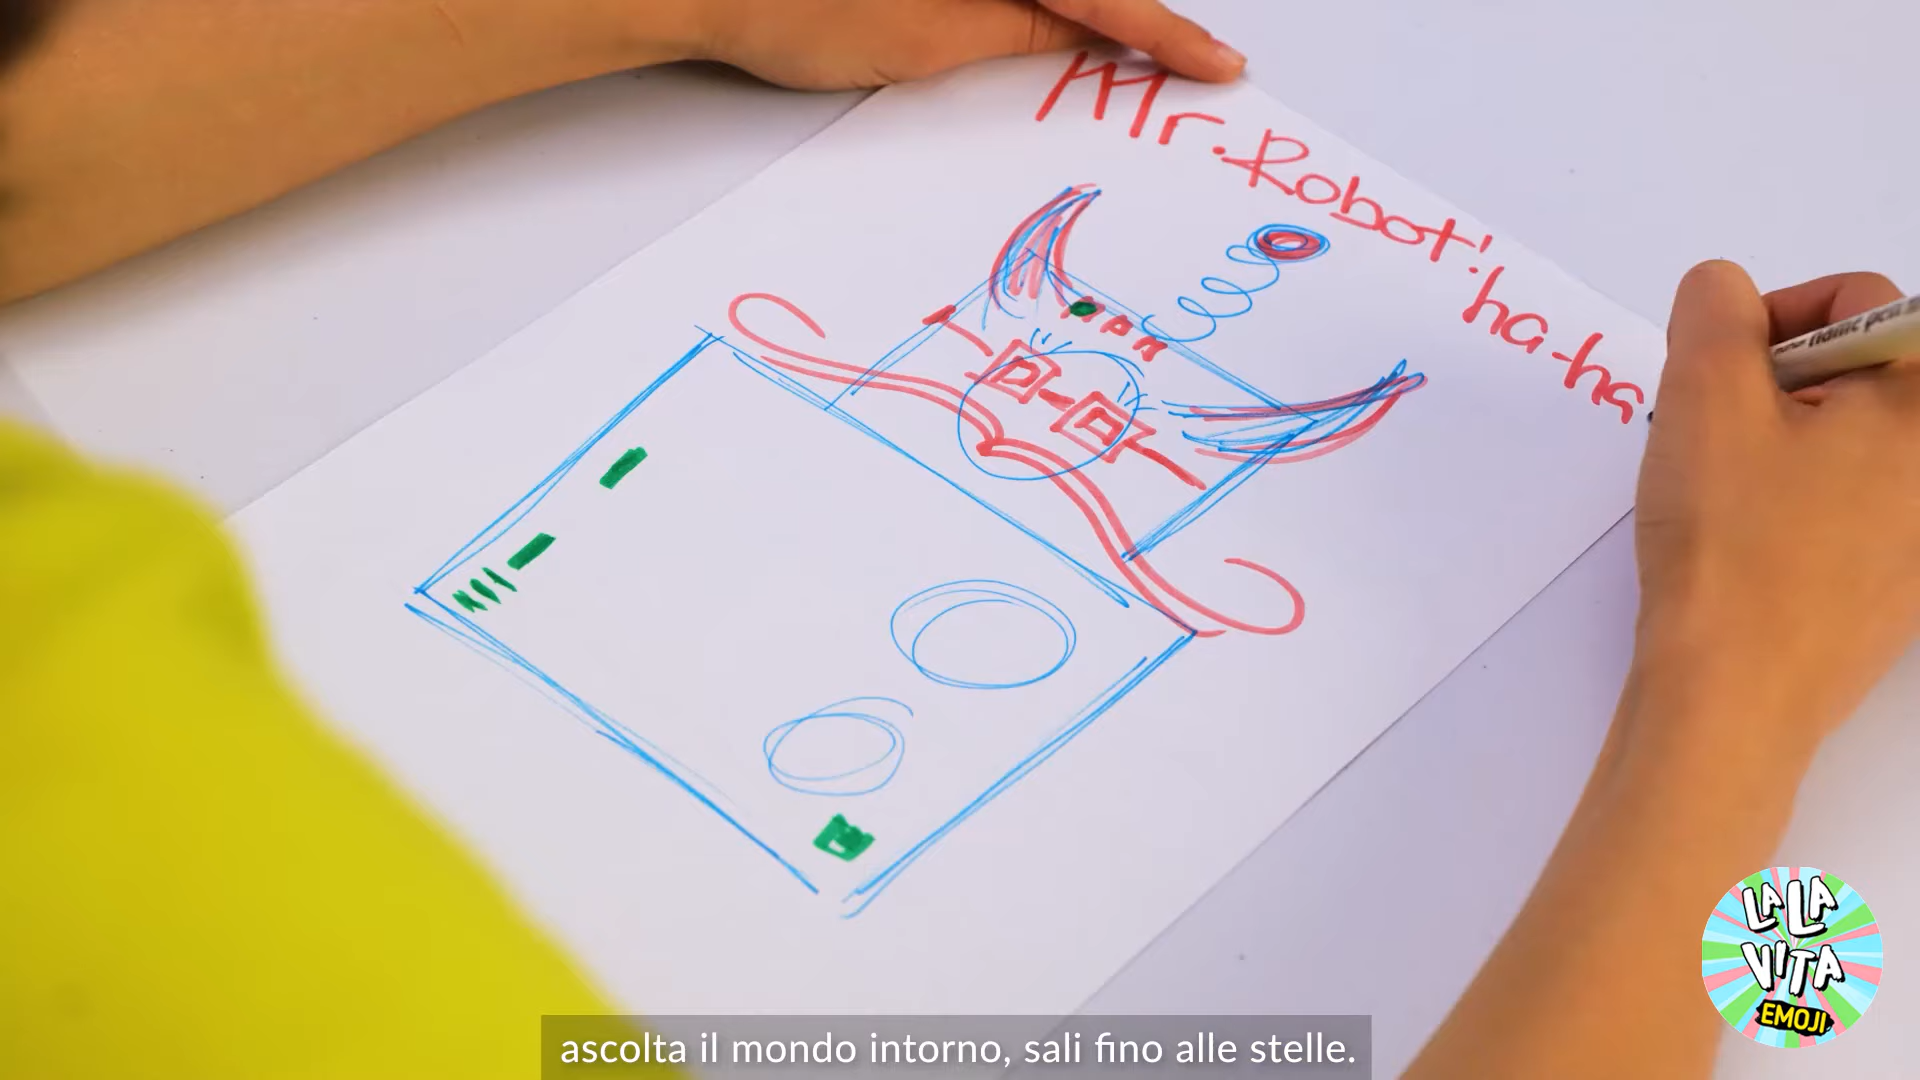 Mr. Robot! ha-ha
LA LA
VITA
EMOJI
ascolta il mondo intorno, sali fino alle stelle.